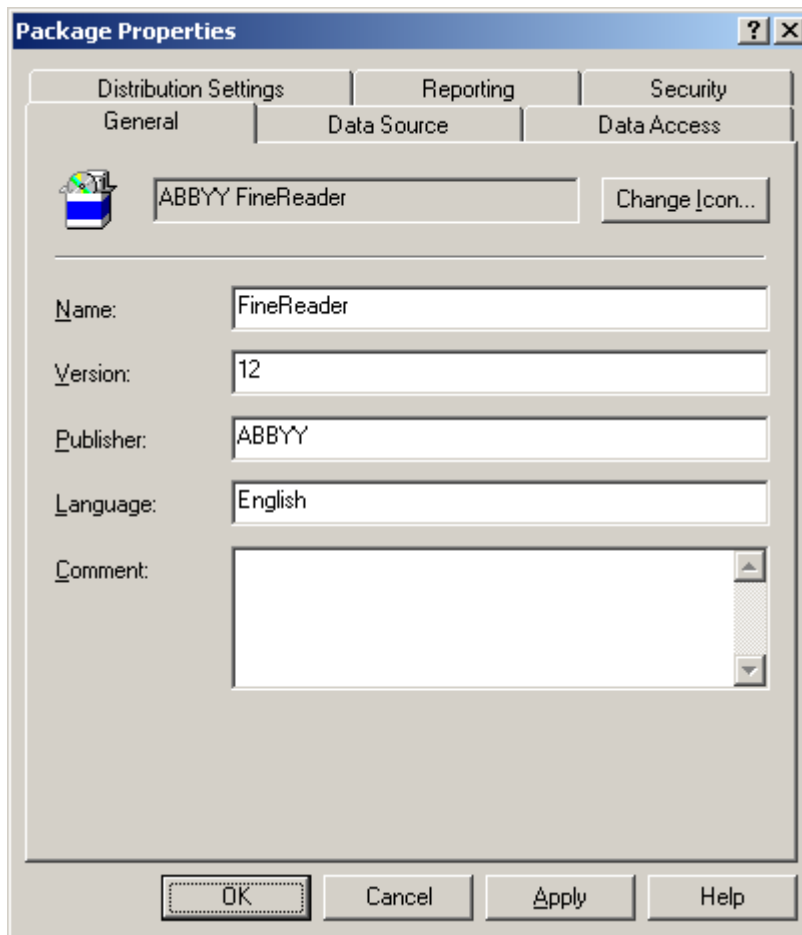 Package Properties
Distribution Settings
Reporting
Security
General
Data Source
Data Access
ABBYY FineReader
Change Icon...
Name:
FineReader
Version:
12
Publisher:
ABBYY
Language:
English
Comment:
OK
Cancel
Apply
Help